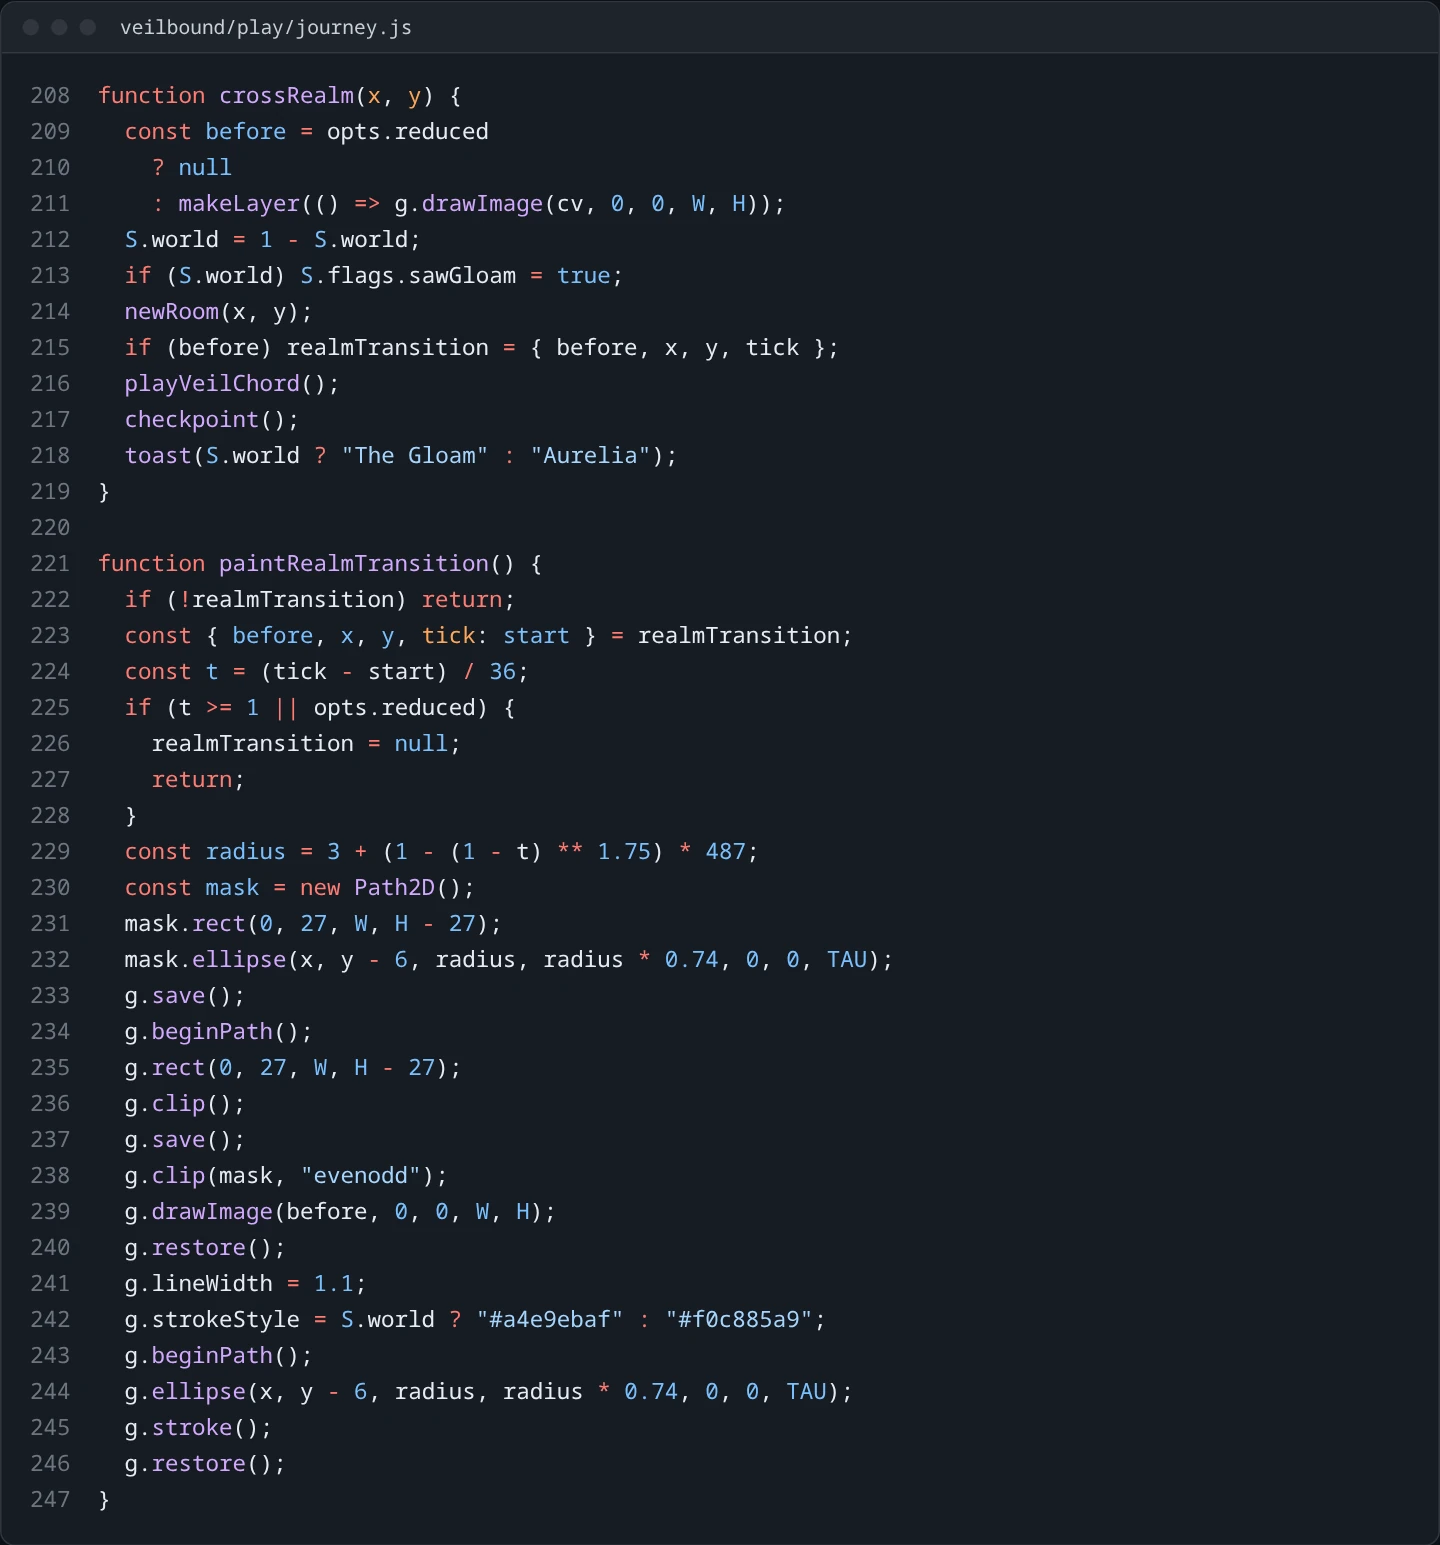 veilbound/play/journey.js
208 function crossRealm(x, y) {
209   const before = opts.reduced
210     ? null
211     : makeLayer(() => g.drawImage(cv, 0, 0, W, H));
212   S.world = 1 - S.world;
213   if (S.world) S.flags.sawGloam = true;
214   newRoom(x, y);
215   if (before) realmTransition = { before, x, y, tick };
216   playVeilChord();
217   checkpoint();
218   toast(S.world ? "The Gloam" : "Aurelia");
219 }
220
221 function paintRealmTransition() {
222   if (!realmTransition) return;
223   const { before, x, y, tick: start } = realmTransition;
224   const t = (tick - start) / 36;
225   if (t >= 1 || opts.reduced) {
226     realmTransition = null;
227     return;
228   }
229   const radius = 3 + (1 - (1 - t) ** 1.75) * 487;
230   const mask = new Path2D();
231   mask.rect(0, 27, W, H - 27);
232   mask.ellipse(x, y - 6, radius, radius * 0.74, 0, 0, TAU);
233   g.save();
234   g.beginPath();
235   g.rect(0, 27, W, H - 27);
236   g.clip();
237   g.save();
238   g.clip(mask, "evenodd");
239   g.drawImage(before, 0, 0, W, H);
240   g.restore();
241   g.lineWidth = 1.1;
242   g.strokeStyle = S.world ? "#a4e9ebaf" : "#f0c885a9";
243   g.beginPath();
244   g.ellipse(x, y - 6, radius, radius * 0.74, 0, 0, TAU);
245   g.stroke();
246   g.restore();
247 }